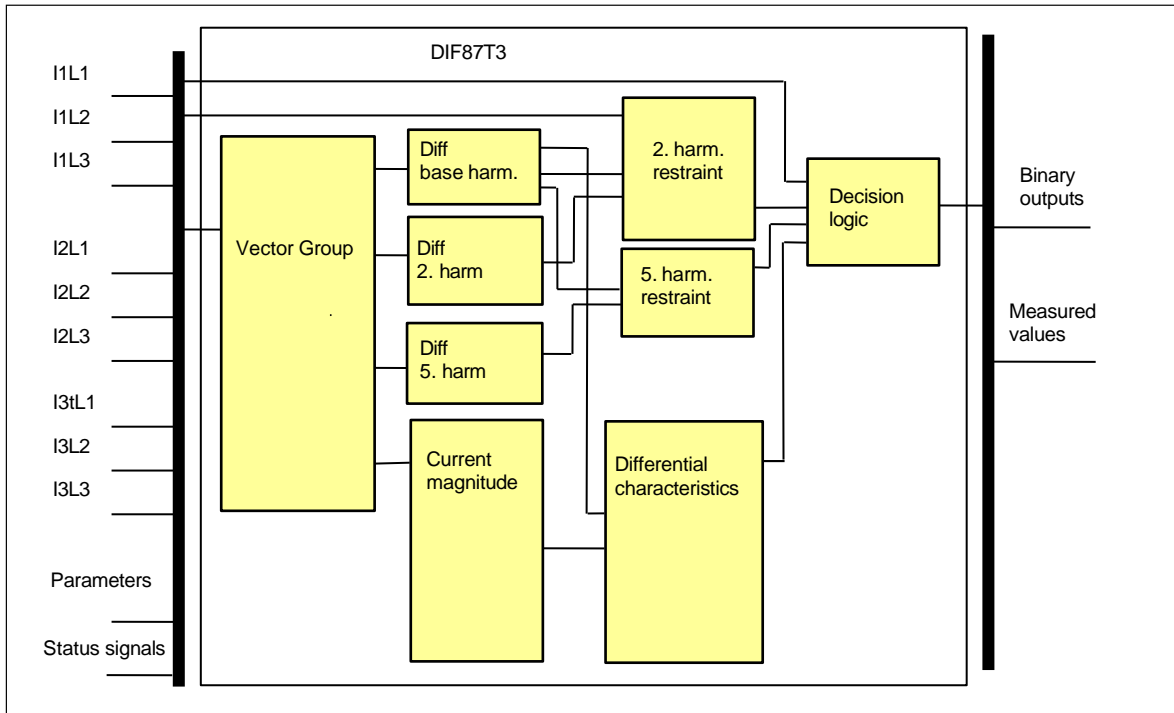 DIF87T3
I1L1
I1L2
I1L3
I2L1
I2L2
I2L3
I3tL1
I3L2
I3L3
Parameters
Status signals
Vector Group
Diff
base harm.
Diff
2. harm
Diff
5. harm
Current
magnitude
2. harm.
restraint
5. harm.
restraint
Differential
characteristics
Decision
logic
Binary
outputs
Measured
values